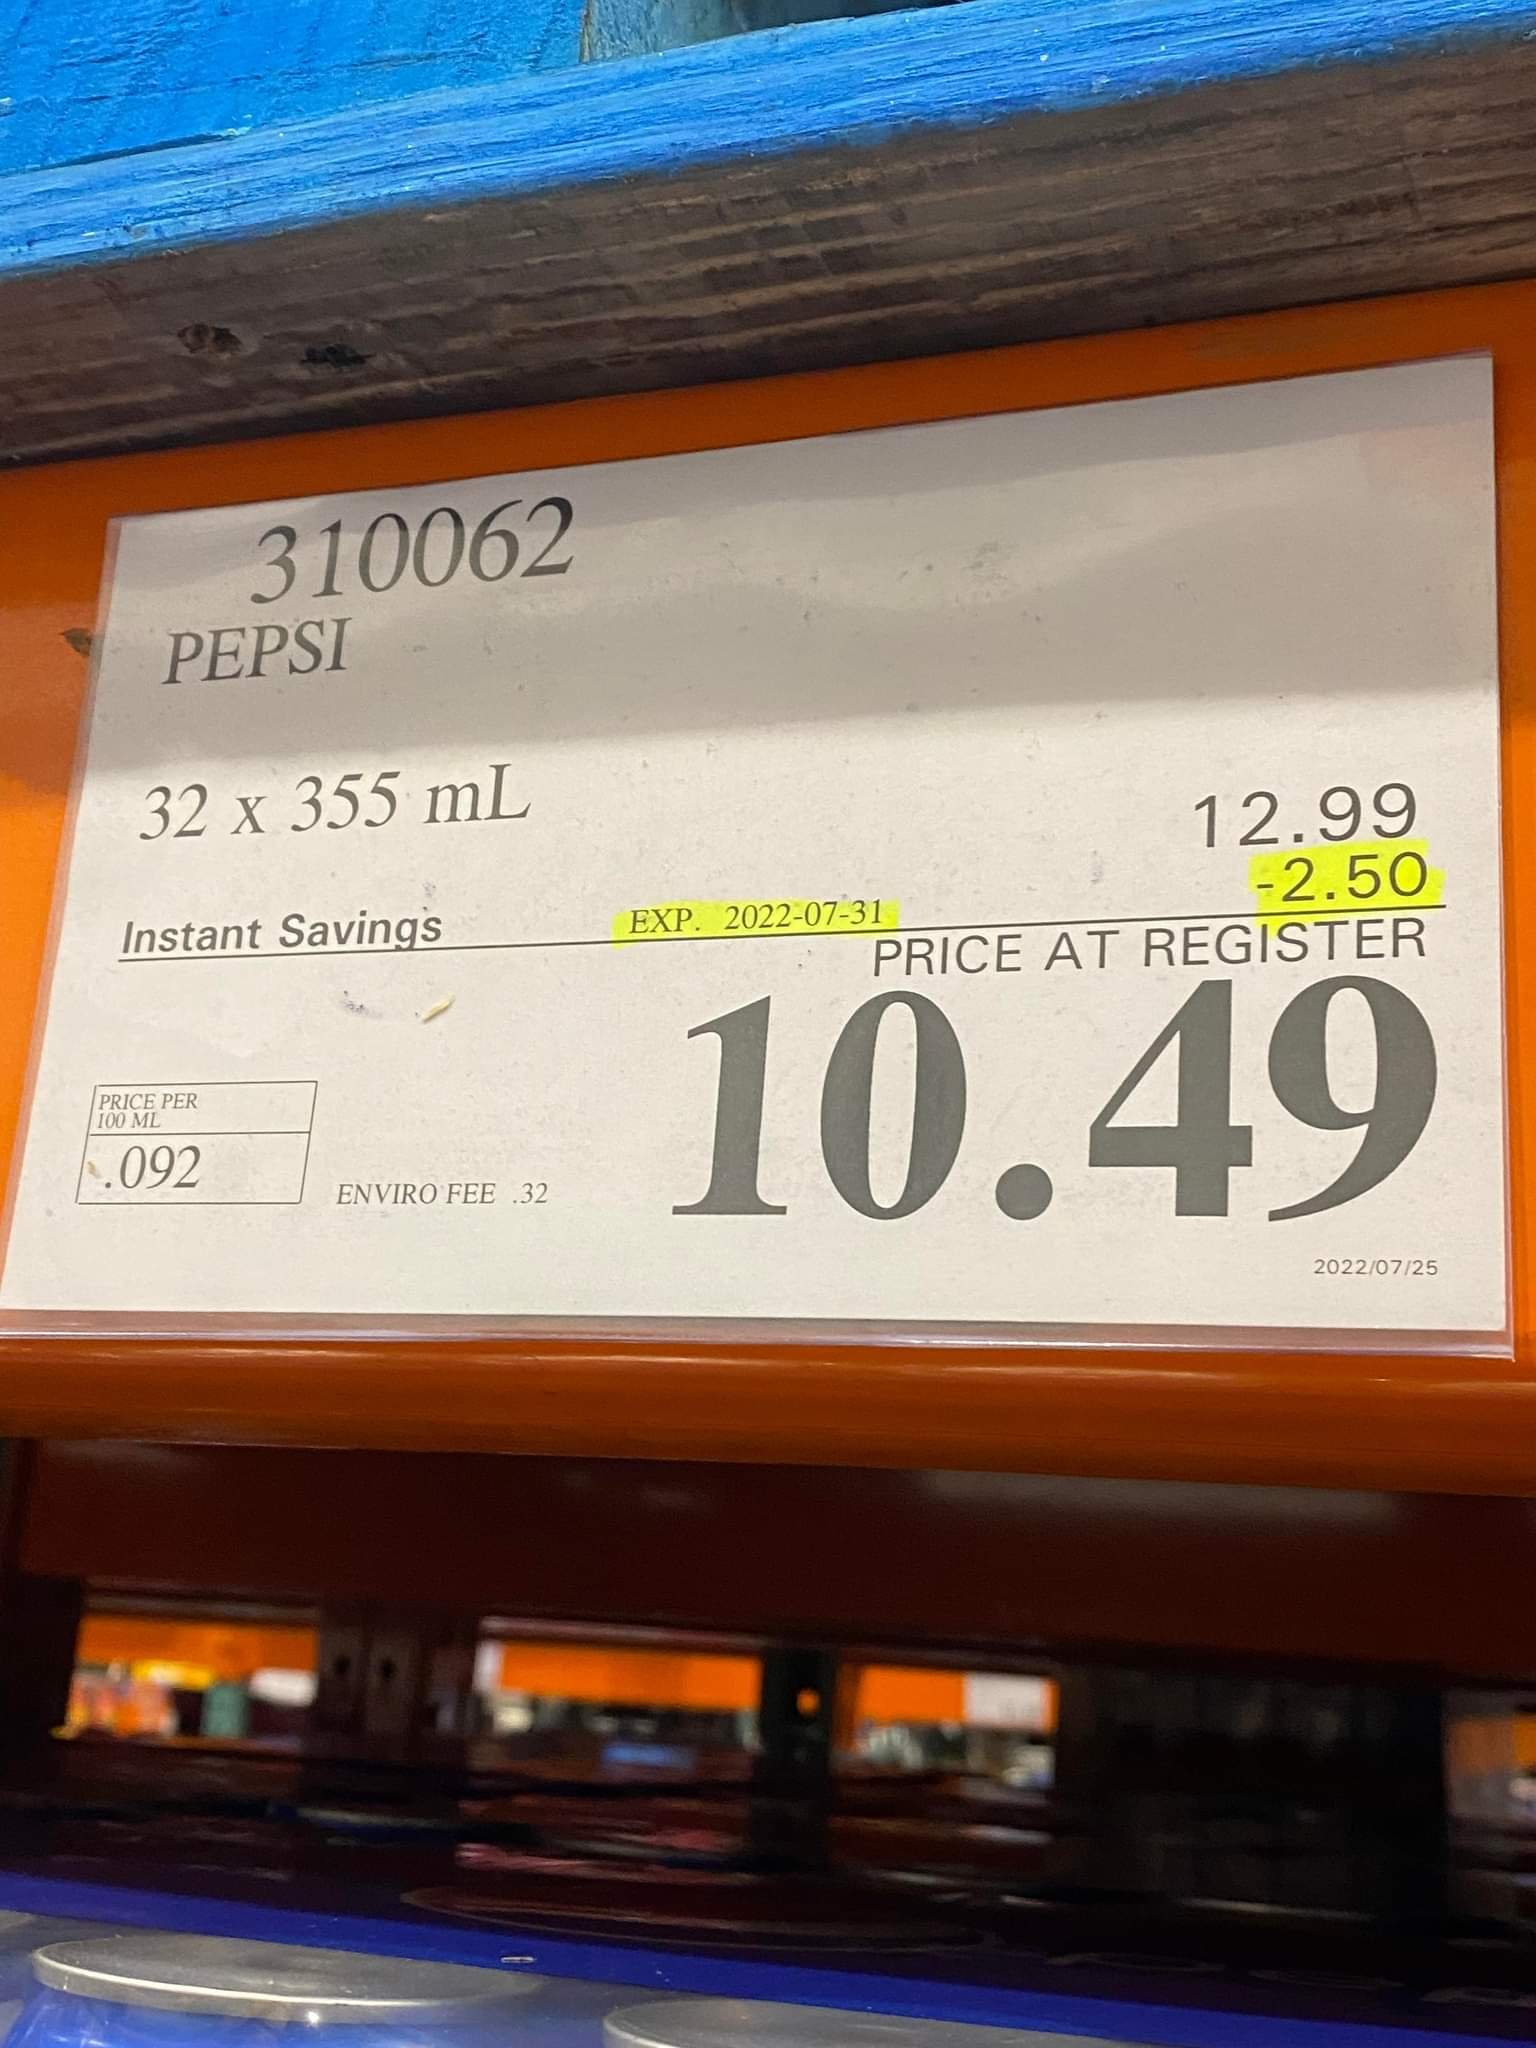 310062
PEPSI
32 x 355 mL
12.99
-2.50
Instant Savings EXP. 2022-07-31
PRICE AT REGISTER
10.49
PRICE PER
100 ML
.092
ENVIRO FEE .32
2022/07/25